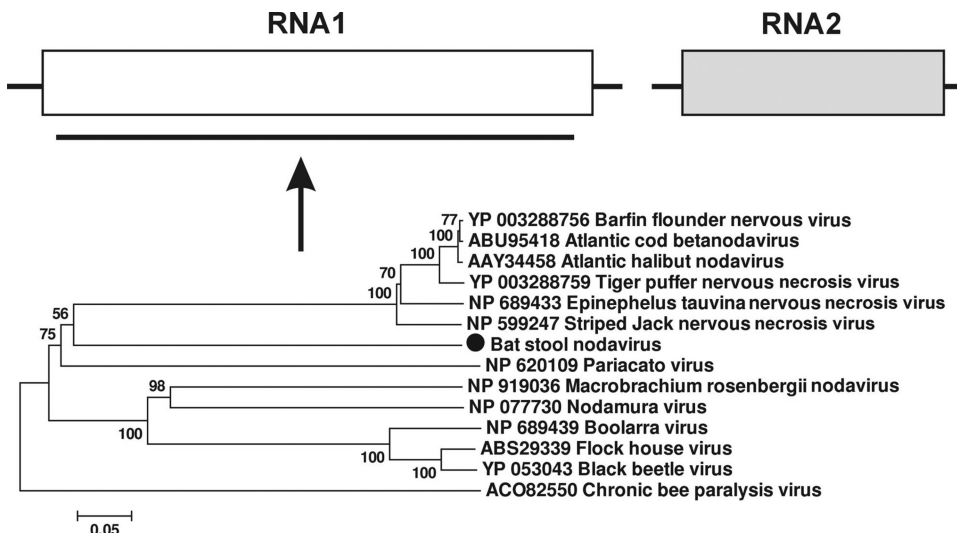 RNA1 RNA2
77 YP 003288756 Barfin flounder nervous virus
100 ABU95418 Atlantic cod betanodavirus
100 AAY34458 Atlantic halibut nodavirus
70 YP 003288759 Tiger puffer nervous necrosis virus
100 NP 689433 Epinephelus tauvina nervous necrosis virus
56 NP 599247 Striped Jack nervous necrosis virus
75 Bat stool nodavirus
NP 620109 Pariacato virus
98 NP 919036 Macrobrachium rosenbergii nodavirus
NP 077730 Nodamura virus
100 NP 689439 Boolarra virus
100 ABS29339 Flock house virus
100 YP 053043 Black beetle virus
ACO82550 Chronic bee paralysis virus
0.05